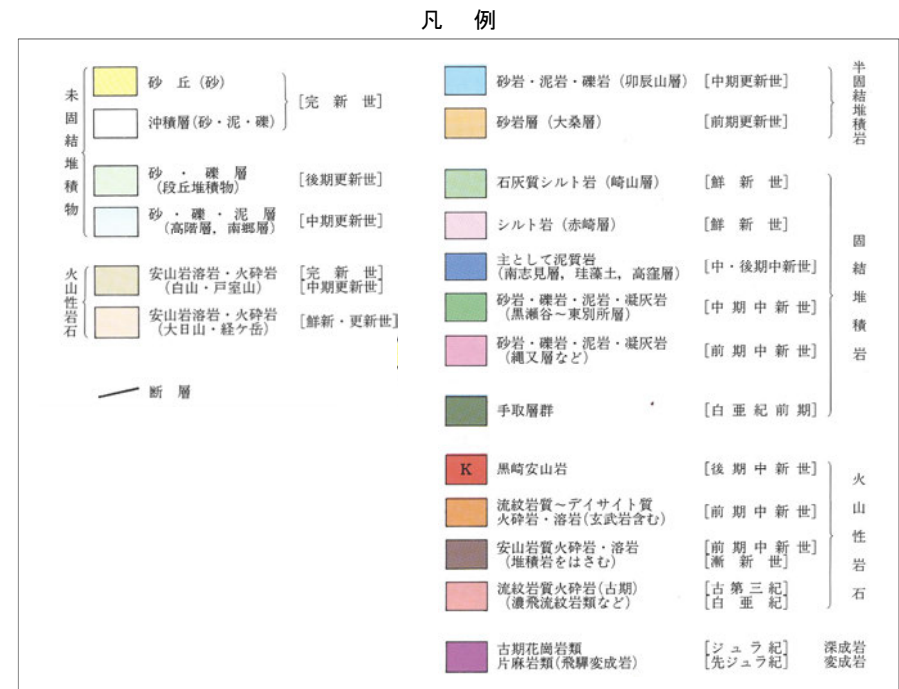 凡 例
未固結堆積物
砂 丘 (砂)
沖積層(砂・泥・礫)
[完 新 世]
砂 ・ 礫 層
(段丘堆積物)
[後期更新世]
砂 ・ 礫 ・ 泥 層
(高階層, 南郷層)
[中期更新世]
火山性岩石
安山岩溶岩・火砕岩
(白山・戸室山)
[完 新 世]
[中期更新世]
安山岩溶岩・火砕岩
(大日山・経ケ岳)
[鮮新・更新世]
断 層
砂岩・泥岩・礫岩 (卯辰山層) [中期更新世]
砂岩層 (大桑層) [前期更新世]
半固結堆積岩
石灰質シルト岩 (崎山層) [鮮 新 世]
シルト岩 (赤崎層) [鮮 新 世]
主として泥質岩
(南志見層, 珪藻土, 高窪層)
[中・後期中新世]
砂岩・礫岩・泥岩・凝灰岩
(黒瀬谷~東別所層)
[中 期 中 新 世]
砂岩・礫岩・泥岩・凝灰岩
(縄又層など)
[前 期 中 新 世]
手取層群 [白 亜 紀 前 期]
固結堆積岩
K 黒崎安山岩 [後 期 中 新 世]
流紋岩質~デイサイト質
火砕岩・溶岩(玄武岩含む)
[前 期 中 新 世]
安山岩質火砕岩・溶岩
(堆積岩をはさむ)
[前 期 中 新 世]
[漸 新 世]
流紋岩質火砕岩(古期)
(濃飛流紋岩類など)
[古 第 三 紀]
[白 亜 紀]
火山性岩石
古期花崗岩類 [ジ ュ ラ 紀] 深成岩
片麻岩類(飛騨変成岩) [先ジュラ紀] 変成岩